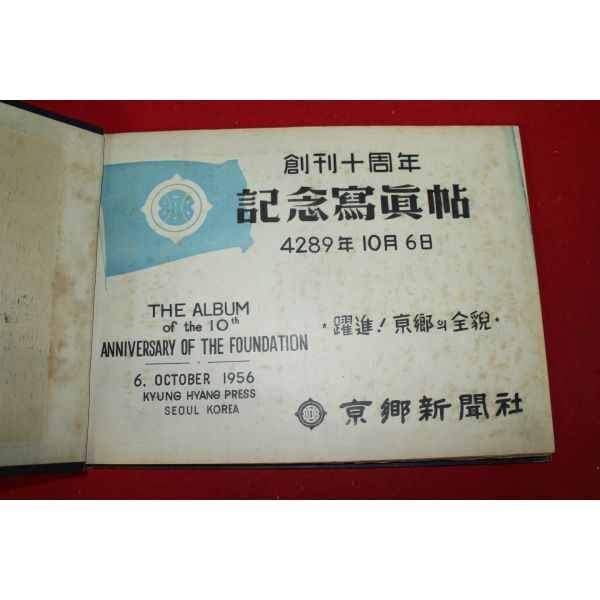 創刊十周年
記念寫眞帖
4289年 10月 6日
THE ALBUM
of the 10th
ANNIVERSARY OF THE FOUNDATION
6. OCTOBER 1956
KYUNG HYANG PRESS
SEOUL KOREA
* 躍進! 京鄕의 全貌 *
京鄕新聞社